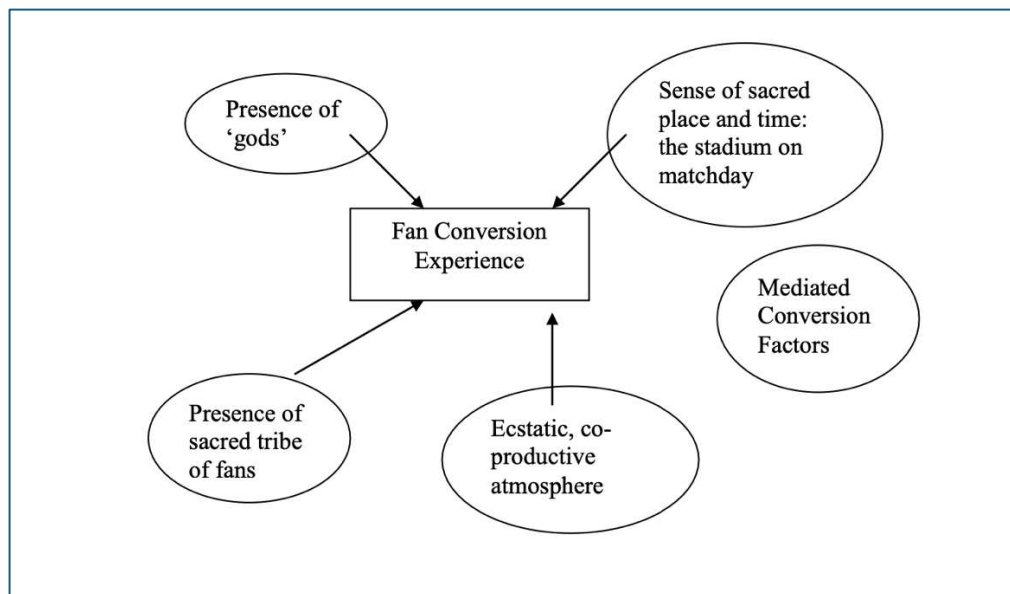 Presence of
‘gods’
Sense of sacred
place and time:
the stadium on
matchday
Fan Conversion
Experience
Mediated
Conversion
Factors
Presence of
sacred tribe
of fans
Ecstatic, co-
productive
atmosphere